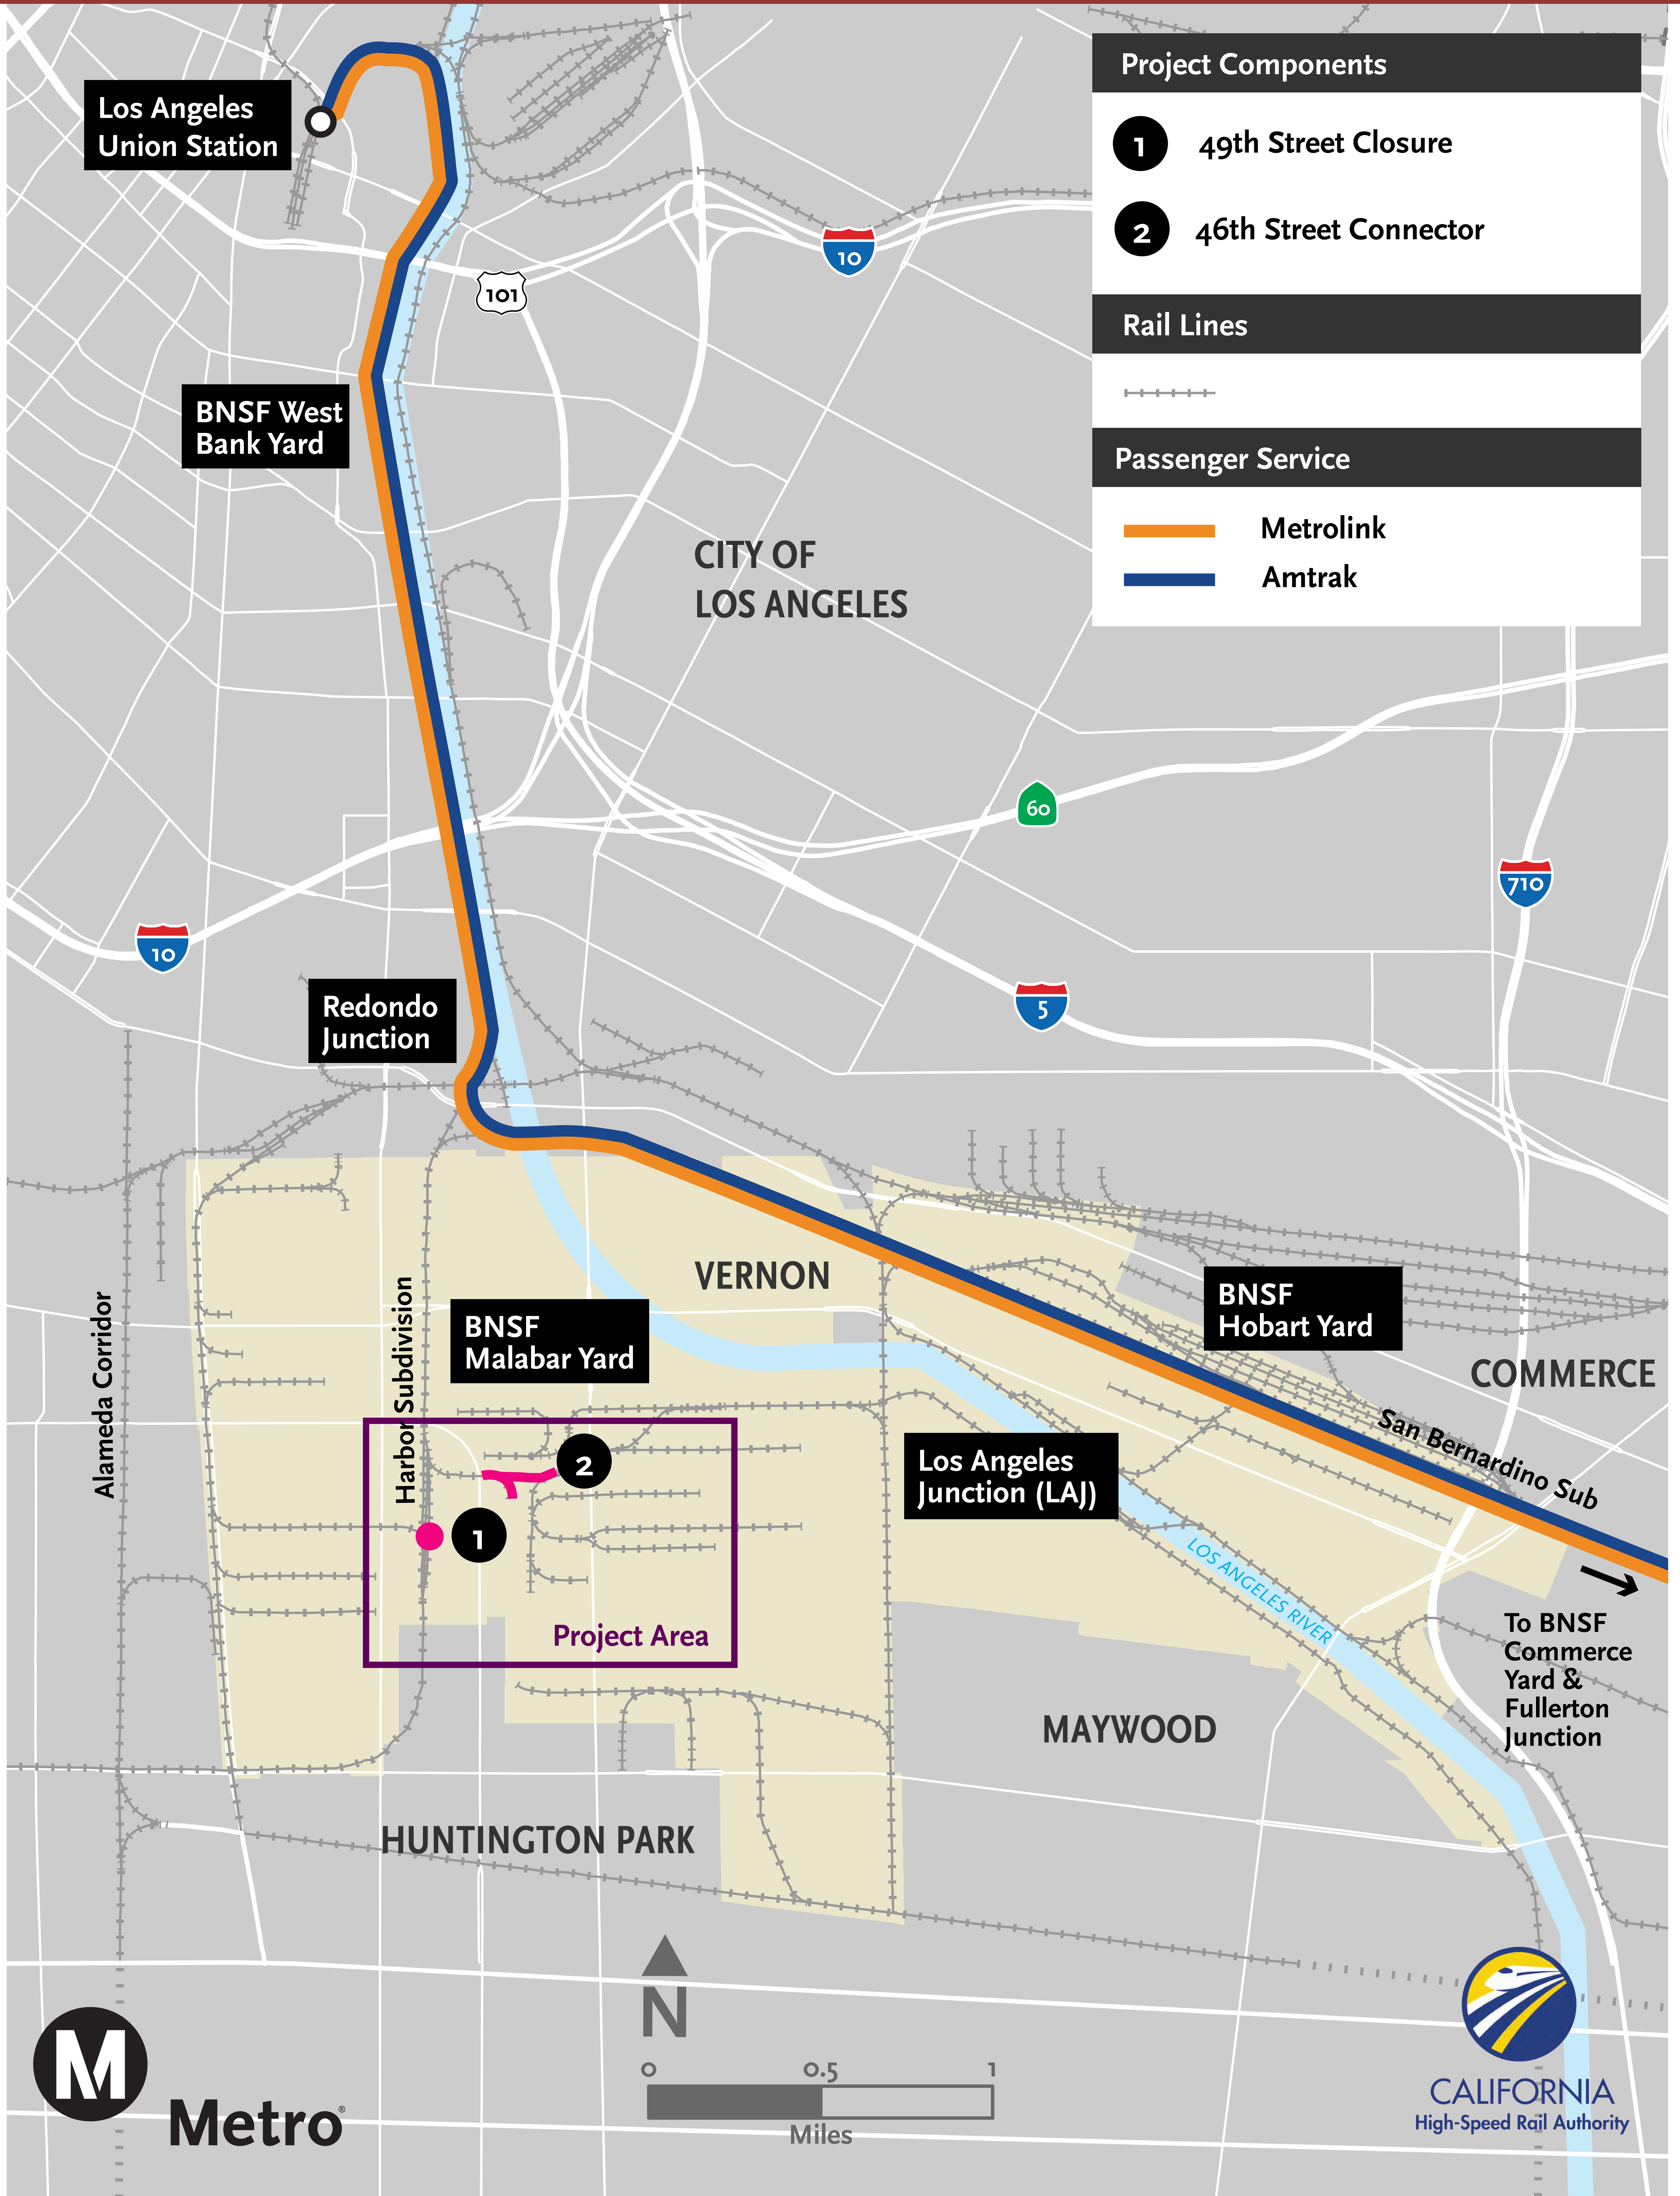 Los Angeles
Union Station
Project Components
1 49th Street Closure
2 46th Street Connector
Rail Lines
Passenger Service
Metrolink
Amtrak
10
101
BNSF West
Bank Yard
CITY OF
LOS ANGELES
60
710
10
5
Redondo
Junction
VERNON
BNSF
Hobart Yard
Alameda Corridor
Harbor Subdivision
BNSF
Malabar Yard
COMMERCE
San Bernardino Sub
2
Los Angeles
Junction (LAJ)
1
LOS ANGELES RIVER
Project Area
To BNSF
Commerce
Yard &
Fullerton
Junction
MAYWOOD
HUNTINGTON PARK
N
0 0.5 1
Miles
M
Metro®
CALIFORNIA
High-Speed Rail Authority